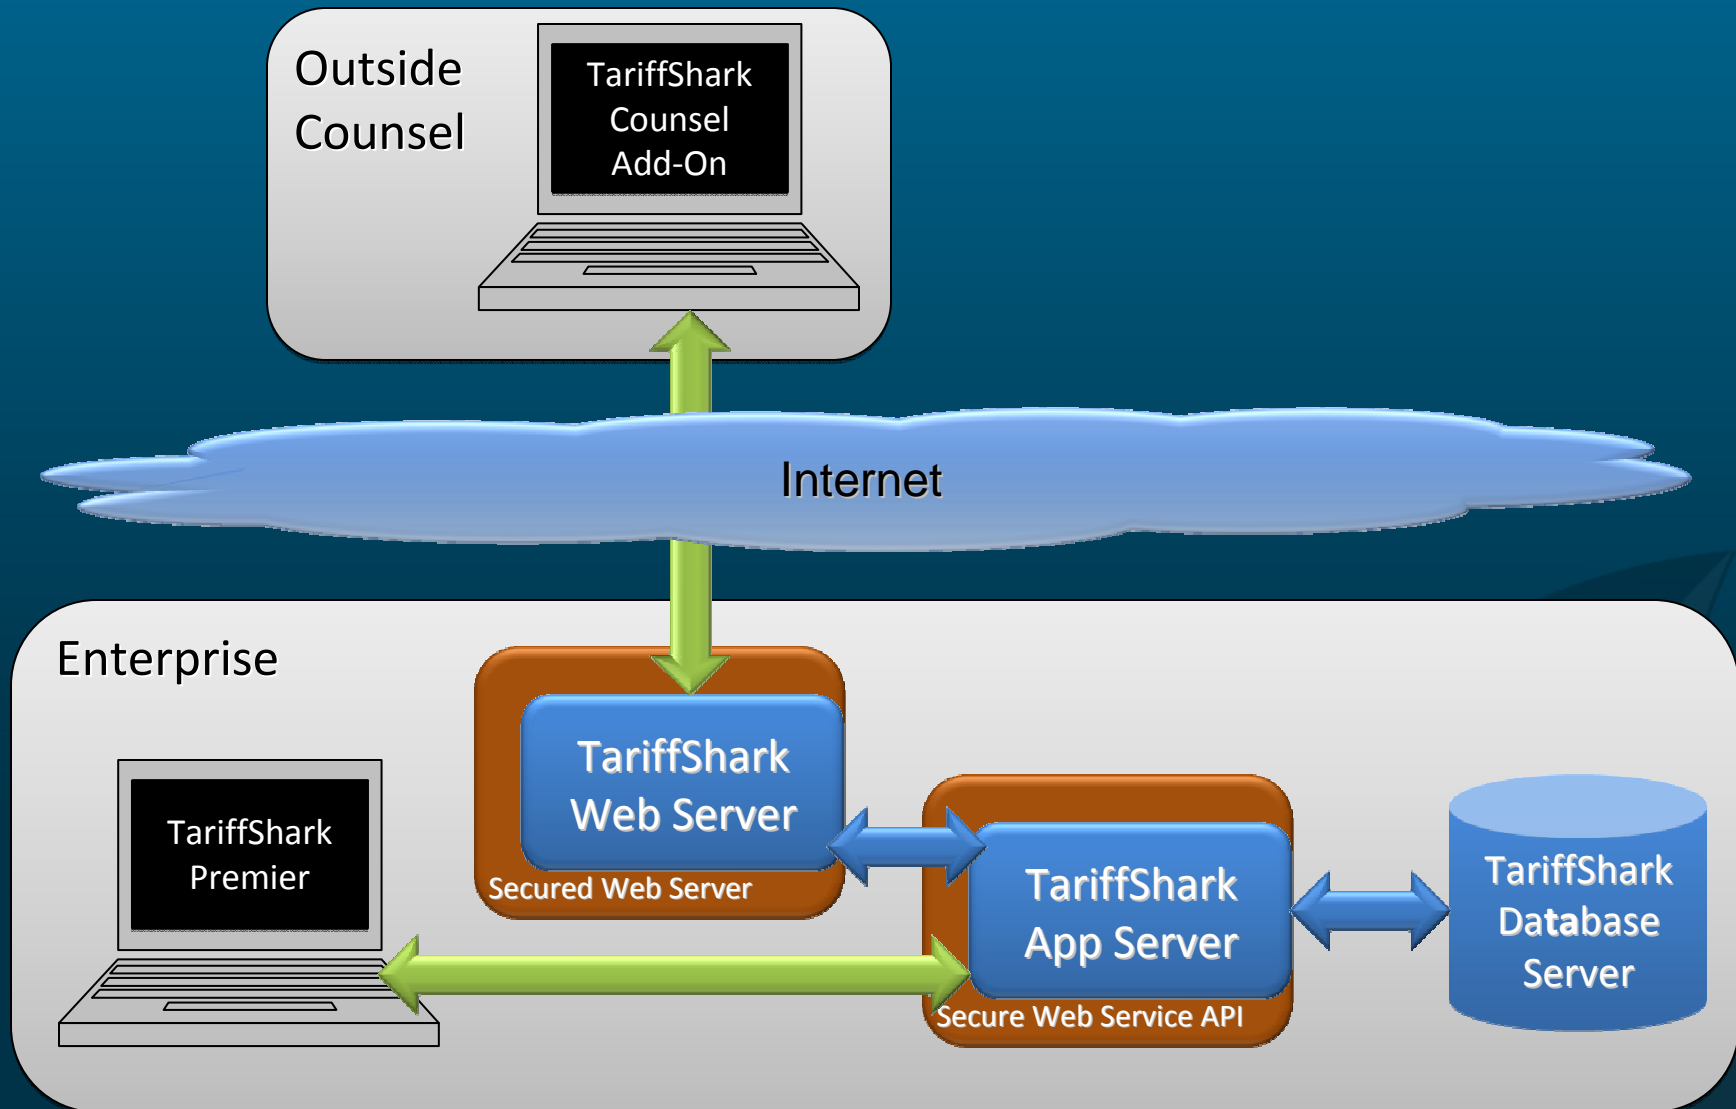 Outside
Counsel
TariffShark
Counsel
Add-On
Internet
Enterprise
TariffShark
Premier
TariffShark
Web Server
Secured Web Server
TariffShark
App Server
Secure Web Service API
TariffShark
Database
Server